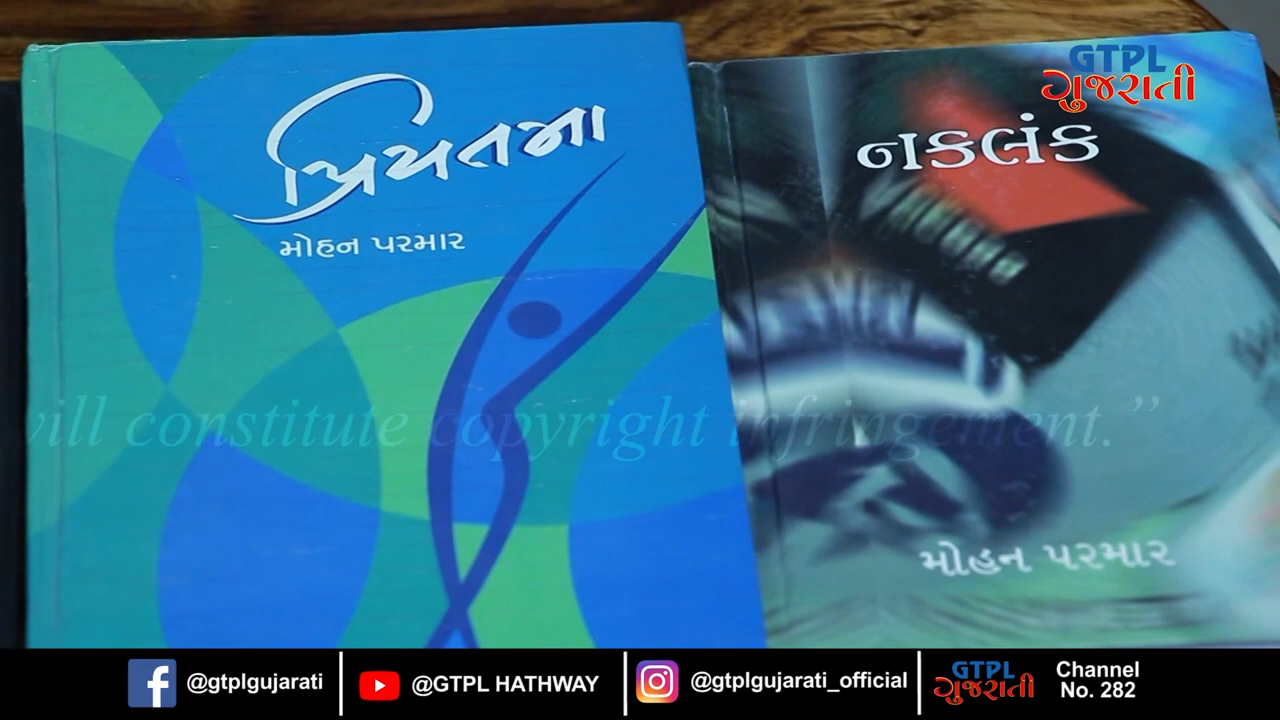 GTPL
ગુજરાતી
પ્રિયતમા
મોહન પરમાર
નકલંક
મોહન પરમાર
will constitute copyright infringement.”
@gtplgujarati
@GTPL HATHWAY
@gtplgujarati_official
GTPL
ગુજરાતી
Channel
No. 282